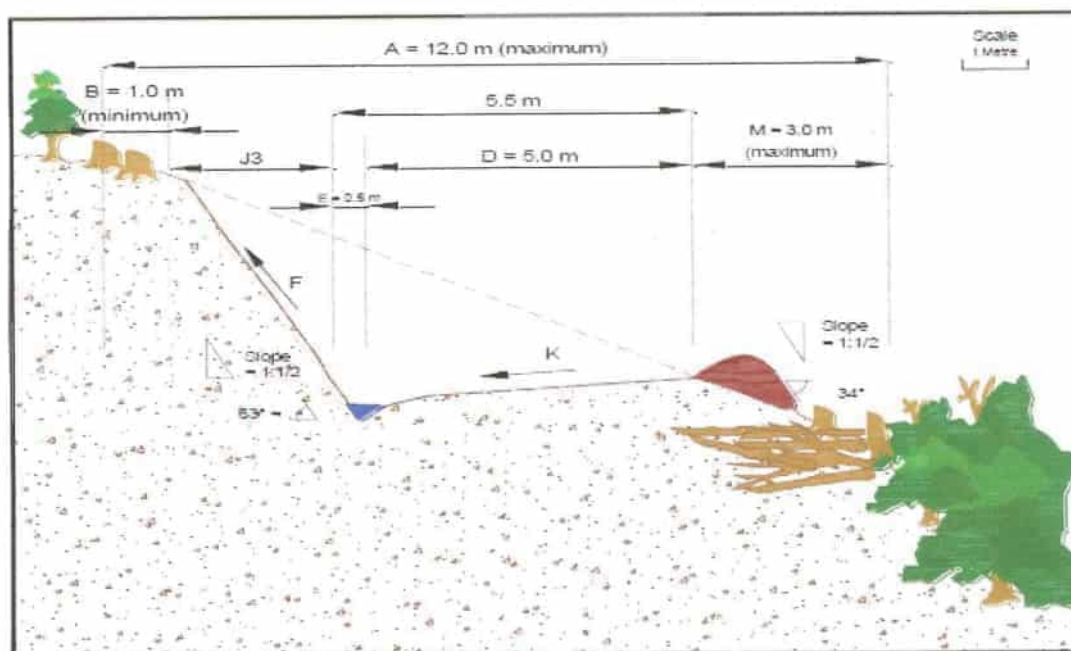 Scale
1 Metre
A = 12.0 m (maximum)
B = 1.0 m
(minimum)
5.5 m
M = 3.0 m
(maximum)
J3
D = 5.0 m
E = 0.5 m
F
K
Slope
= 1:1/2
Slope
= 1:1/2
63° =
34°